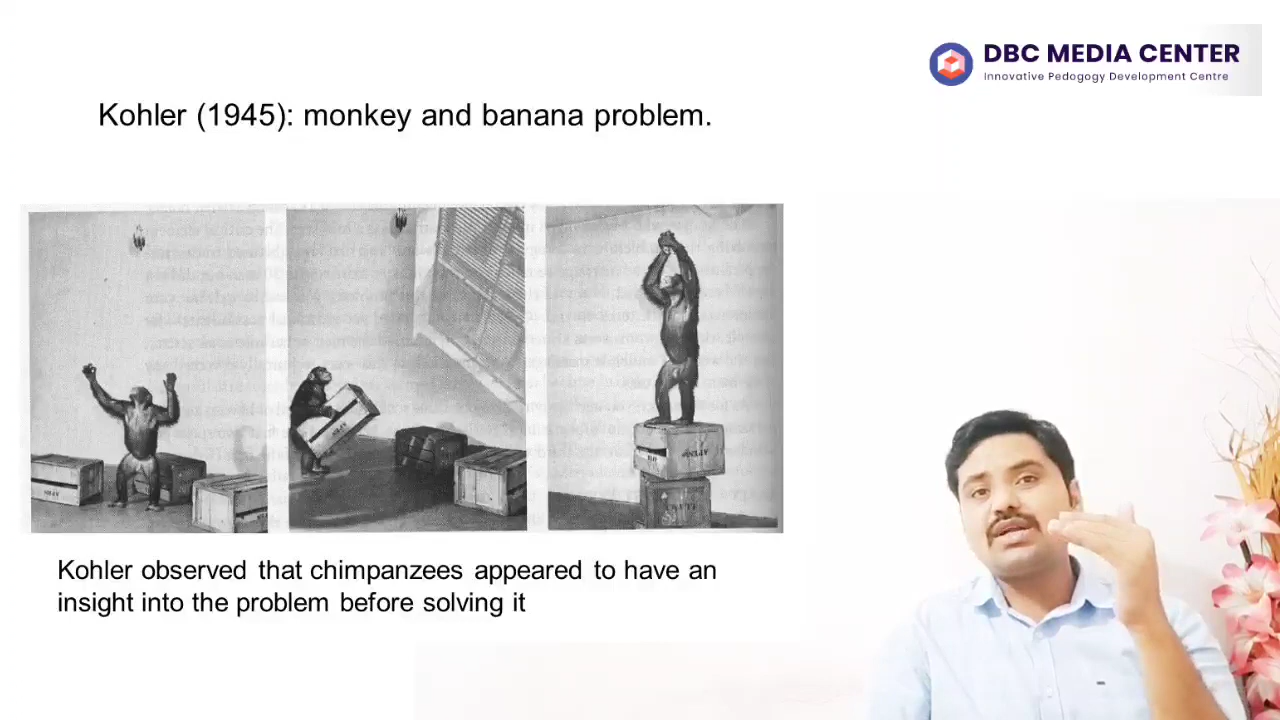 DBC MEDIA CENTER
Innovative Pedagogy Development Centre
Kohler (1945): monkey and banana problem.
Kohler observed that chimpanzees appeared to have an
insight into the problem before solving it